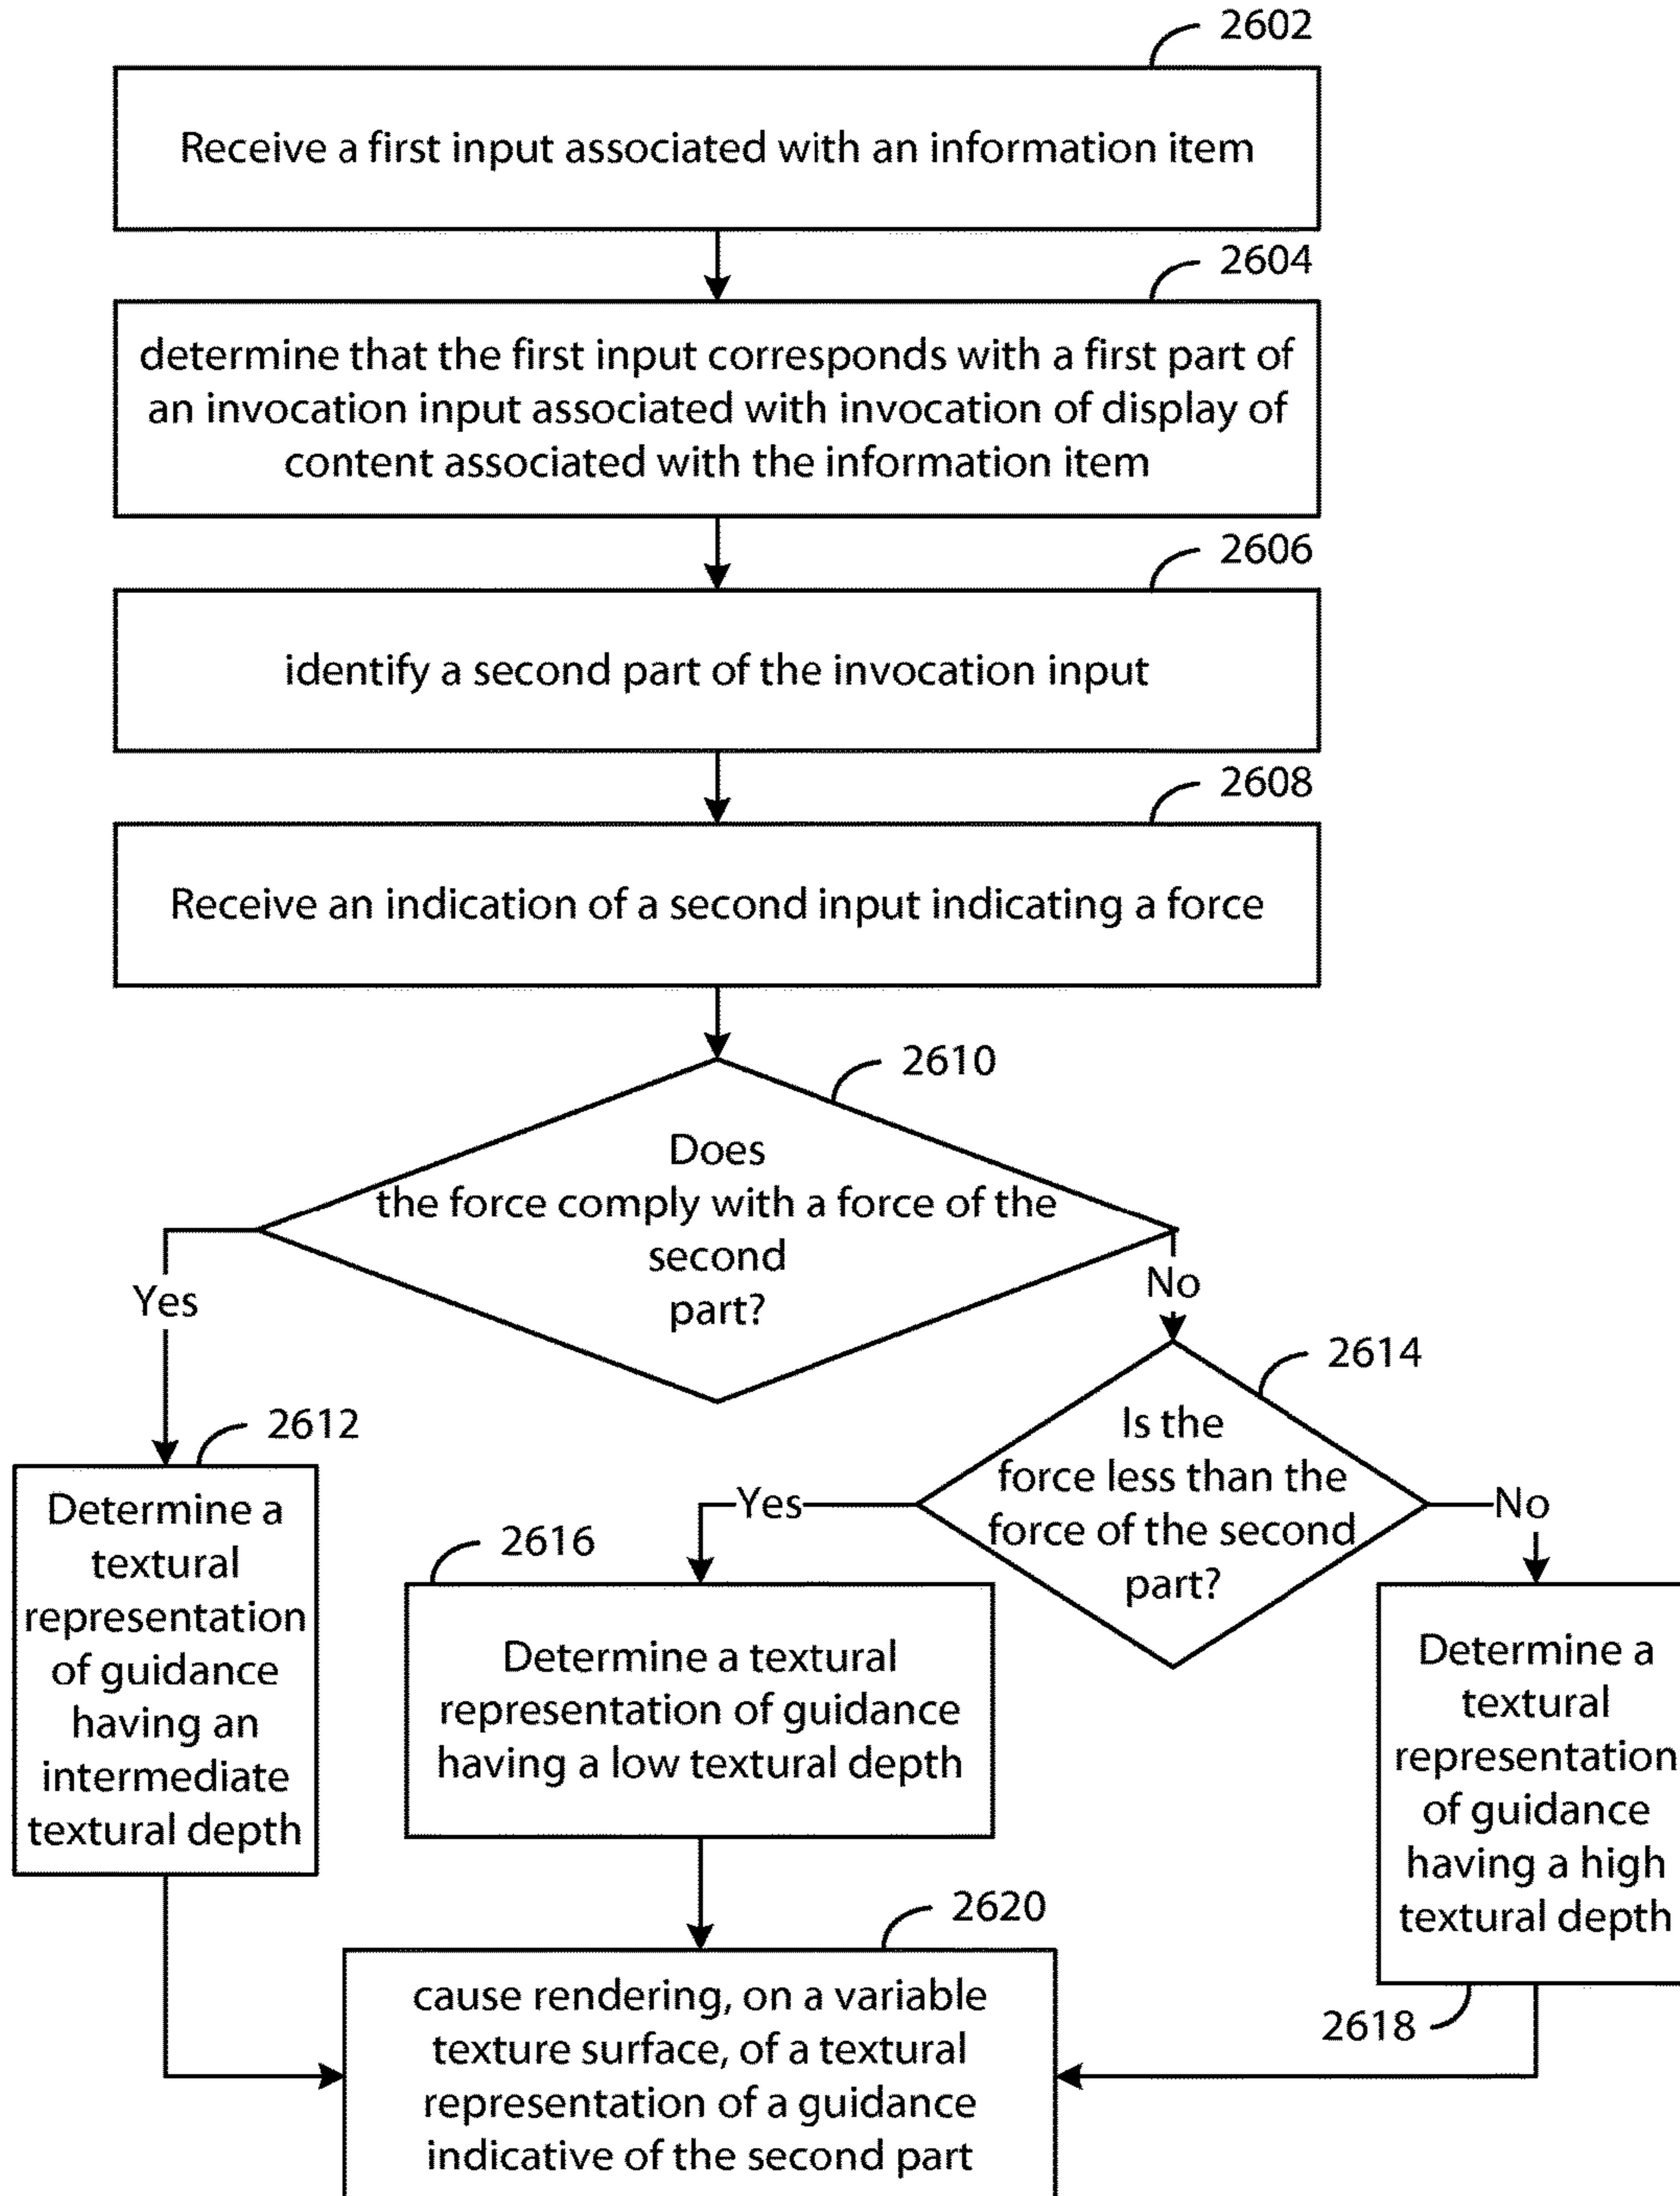 2602
Receive a first input associated with an information item
2604
determine that the first input corresponds with a first part of
an invocation input associated with invocation of display of
content associated with the information item
2606
identify a second part of the invocation input
2608
Receive an indication of a second input indicating a force
2610
Does
the force comply with a force of the
second
part?
Yes
No
2614
Is the
force less than the
force of the second
part?
Yes
No
2612
Determine a
textural
representation
of guidance
having an
intermediate
textural depth
2616
Determine a textural
representation of guidance
having a low textural depth
Determine a
textural
representation
of guidance
having a high
textural depth
2618
2620
cause rendering, on a variable
texture surface, of a textural
representation of a guidance
indicative of the second part